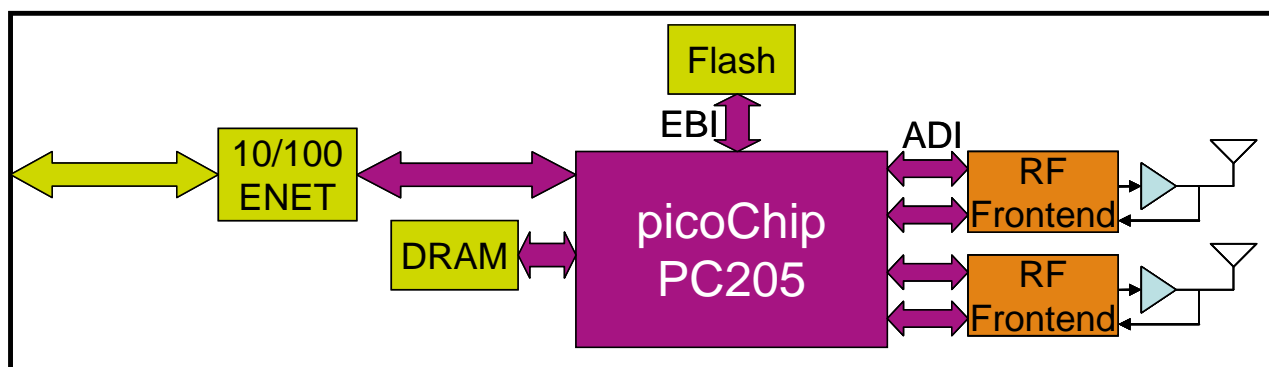 Flash
EBI
ADI
10/100
ENET
DRAM
picoChip
PC205
RF
Frontend
RF
Frontend